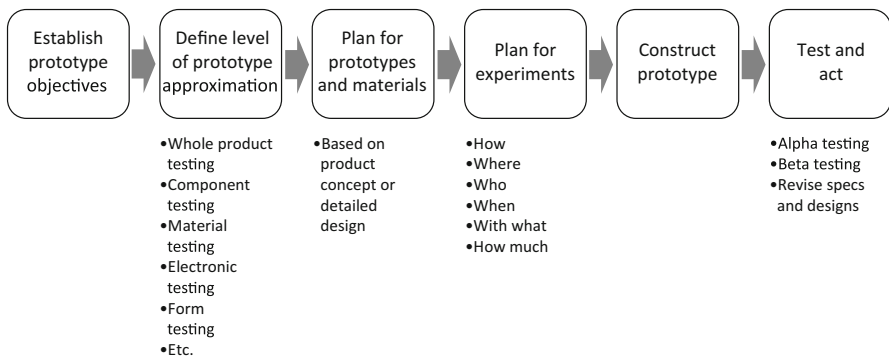 Establish
prototype
objectives
Define level
of prototype
approximation
Plan for
prototypes
and materials
Plan for
experiments
Construct
prototype
Test and
act
•Whole product
testing
•Component
testing
•Material
testing
•Electronic
testing
•Form
testing
•Etc.
•Based on
product
concept or
detailed
design
•How
•Where
•Who
•When
•With what
•How much
•Alpha testing
•Beta testing
•Revise specs
and designs